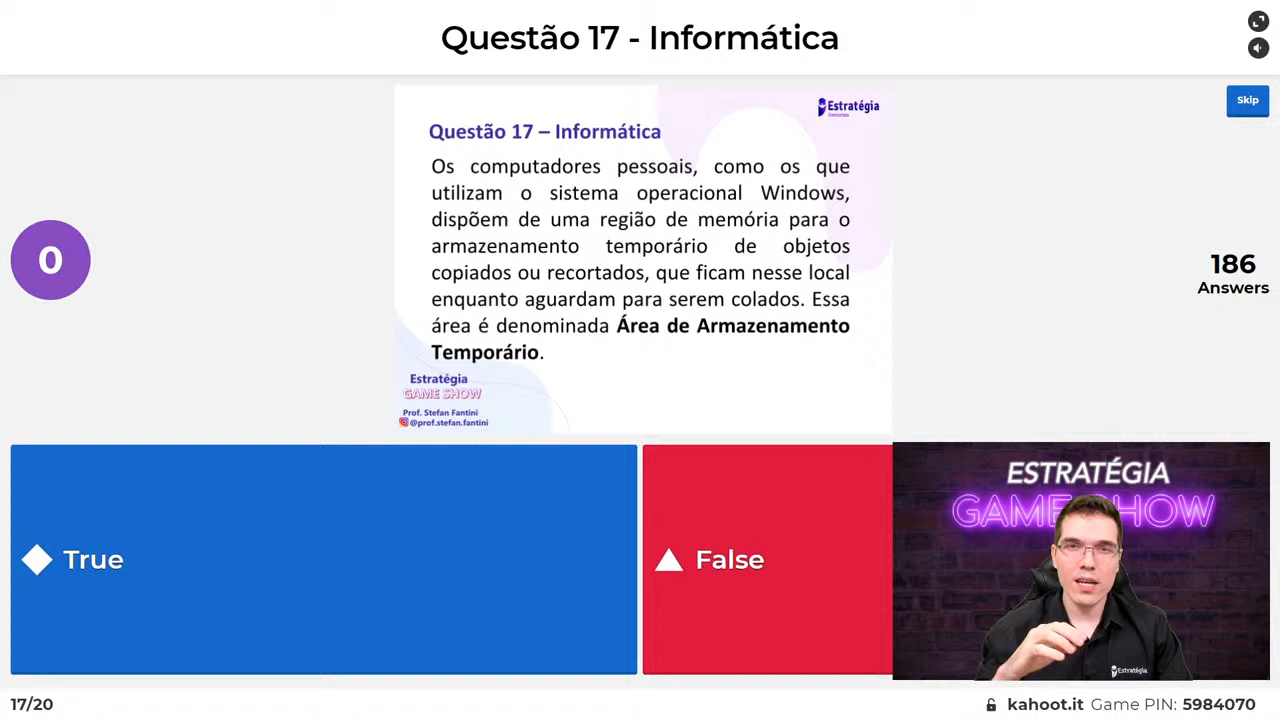 Questão 17 - Informática
Skip
Estratégia
Concursos
Questão 17 – Informática
Os computadores pessoais, como os que
utilizam o sistema operacional Windows,
dispõem de uma região de memória para o
armazenamento temporário de objetos
copiados ou recortados, que ficam nesse local
enquanto aguardam para serem colados. Essa
área é denominada Área de Armazenamento
Temporário.
0
186
Answers
Estratégia
GAME SHOW
Prof. Stefan Fantini
@prof.stefan.fantini
True
False
ESTRATÉGIA
GAME SHOW
Estratégia
17/20
kahoot.it Game PIN: 5984070